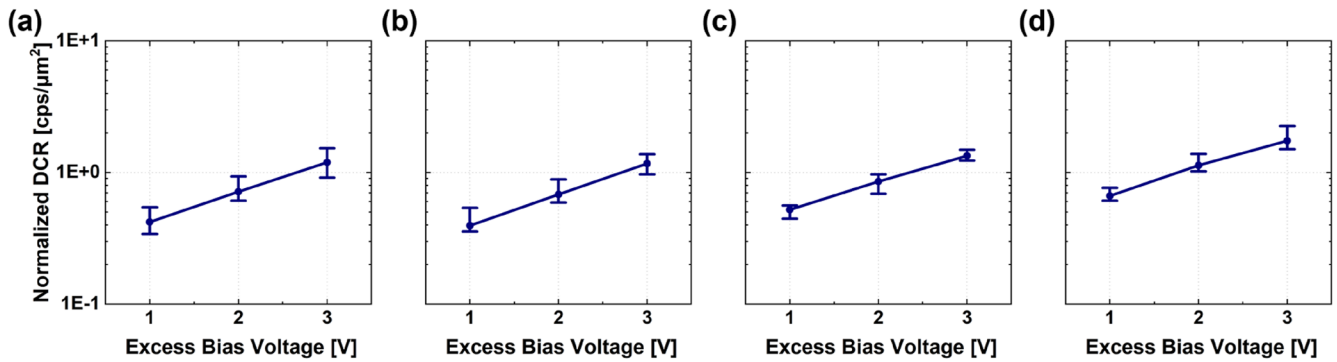 (a) (b) (c) (d)
Normalized DCR [cps/μm²]
1E+1
1E+0
1E-1
1 2 3
Excess Bias Voltage [V]
1 2 3
Excess Bias Voltage [V]
1 2 3
Excess Bias Voltage [V]
1 2 3
Excess Bias Voltage [V]